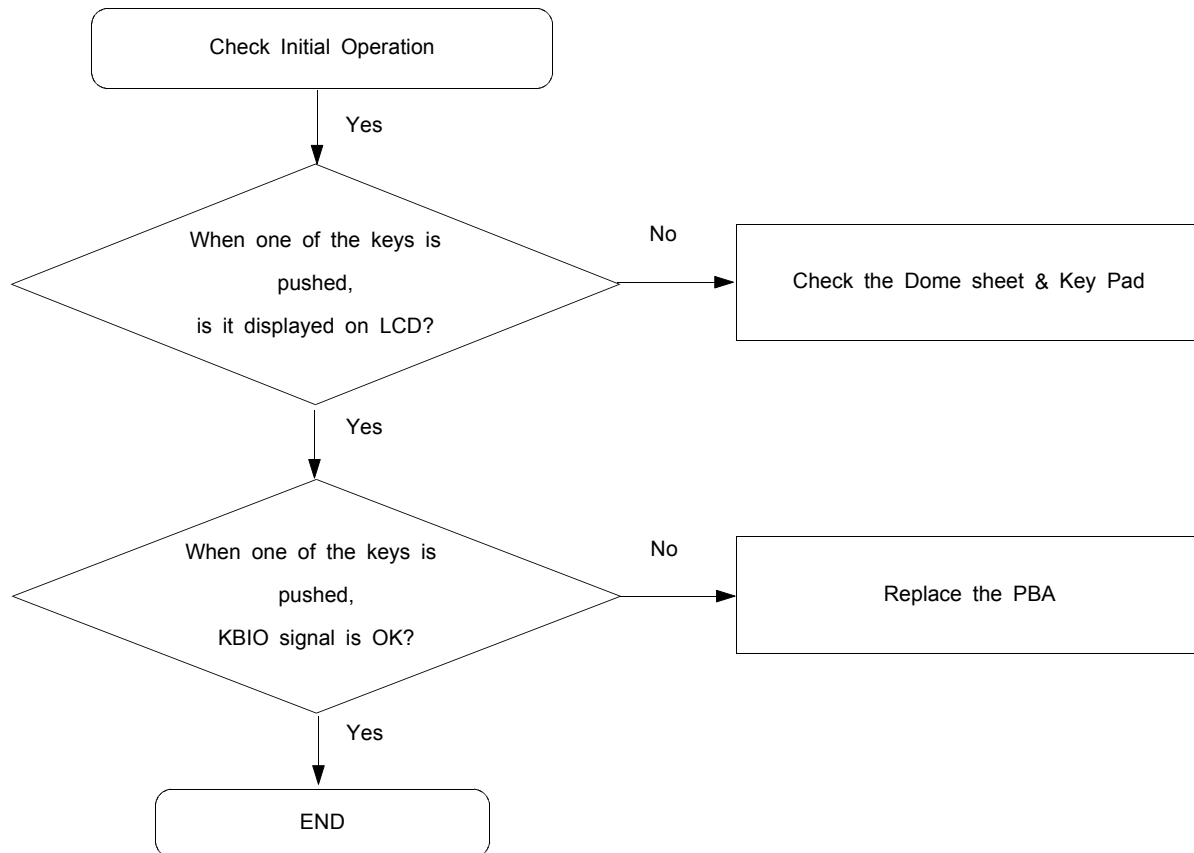 Check Initial Operation
Yes
When one of the keys is
pushed,
is it displayed on LCD?
No
Check the Dome sheet & Key Pad
Yes
When one of the keys is
pushed,
KBIO signal is OK?
No
Replace the PBA
Yes
END